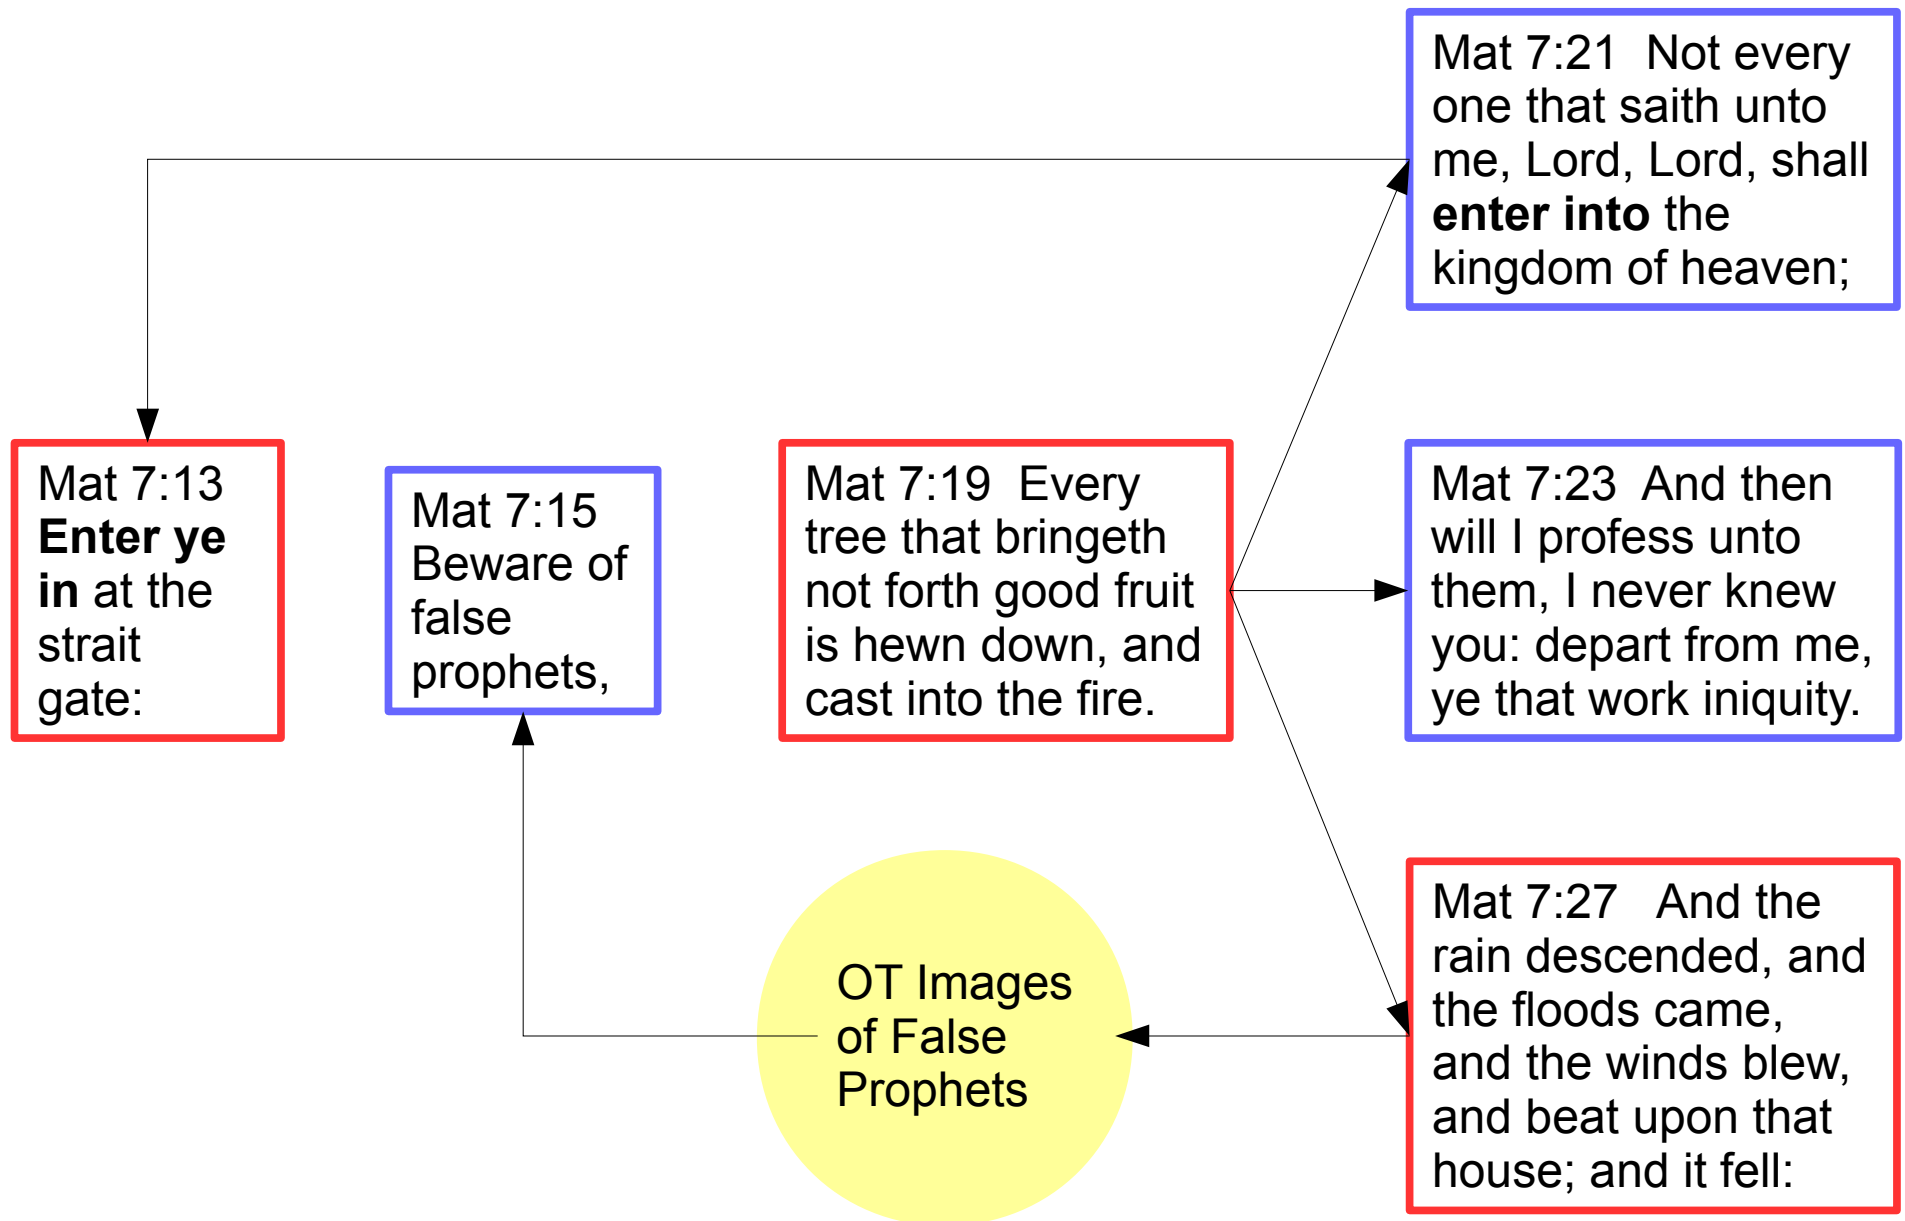 Mat 7:21  Not every
one that saith unto
me, Lord, Lord, shall
enter into the
kingdom of heaven;
Mat 7:13
Enter ye
in at the
strait
gate:
Mat 7:15
Beware of
false
prophets,
Mat 7:19  Every
tree that bringeth
not forth good fruit
is hewn down, and
cast into the fire.
Mat 7:23  And then
will I profess unto
them, I never knew
you: depart from me,
ye that work iniquity.
OT Images
of False
Prophets
Mat 7:27   And the
rain descended, and
the floods came,
and the winds blew,
and beat upon that
house; and it fell: